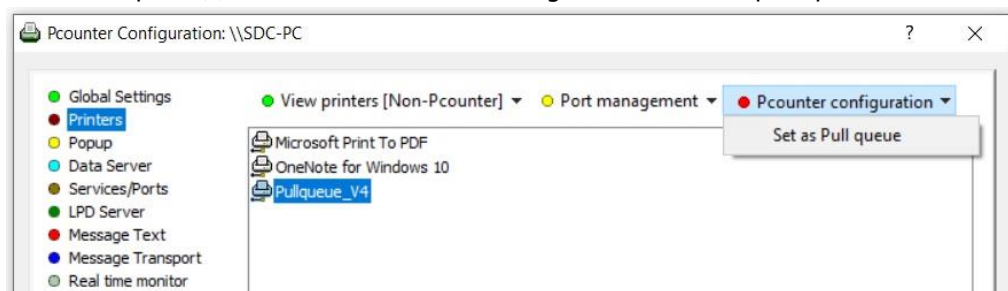 Pcounter Configuration: \\SDC-PC ?
Global Settings
Printers
Popup
Data Server
Services/Ports
LPD Server
Message Text
Message Transport
Real time monitor
View printers [Non-Pcounter]
Port management
Pcounter configuration
Set as Pull queue
Microsoft Print To PDF
OneNote for Windows 10
Pullqueue_V4